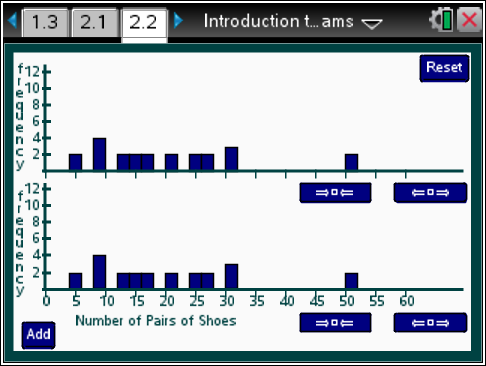 1.3 2.1 2.2 Introduction t...ams
Reset
frequency
12
10
8
6
4
2
⇒▫⇐ ⇐▫⇒
frequency
12
10
8
6
4
2
0 5 10 15 20 25 30 35 40 45 50 55 60
Number of Pairs of Shoes
⇒▫⇐ ⇐▫⇒
Add